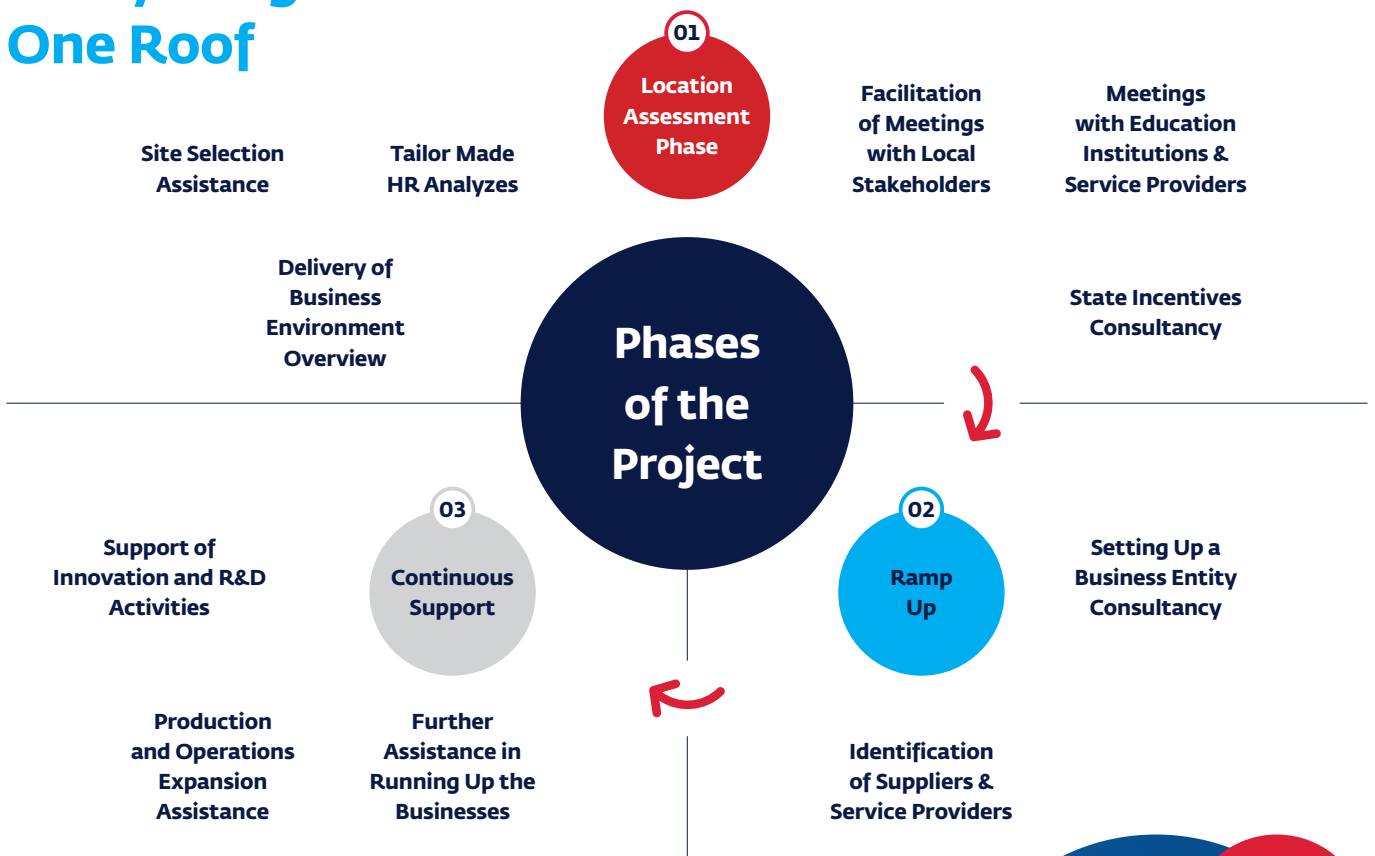 One Roof
01
Location
Assessment
Phase
Site Selection
Assistance
Tailor Made
HR Analyzes
Facilitation
of Meetings
with Local
Stakeholders
Meetings
with Education
Institutions &
Service Providers
Delivery of
Business
Environment
Overview
State Incentives
Consultancy
Phases
of the
Project
02
Ramp
Up
Setting Up a
Business Entity
Consultancy
Identification
of Suppliers &
Service Providers
03
Continuous
Support
Support of
Innovation and R&D
Activities
Production
and Operations
Expansion
Assistance
Further
Assistance in
Running Up the
Businesses